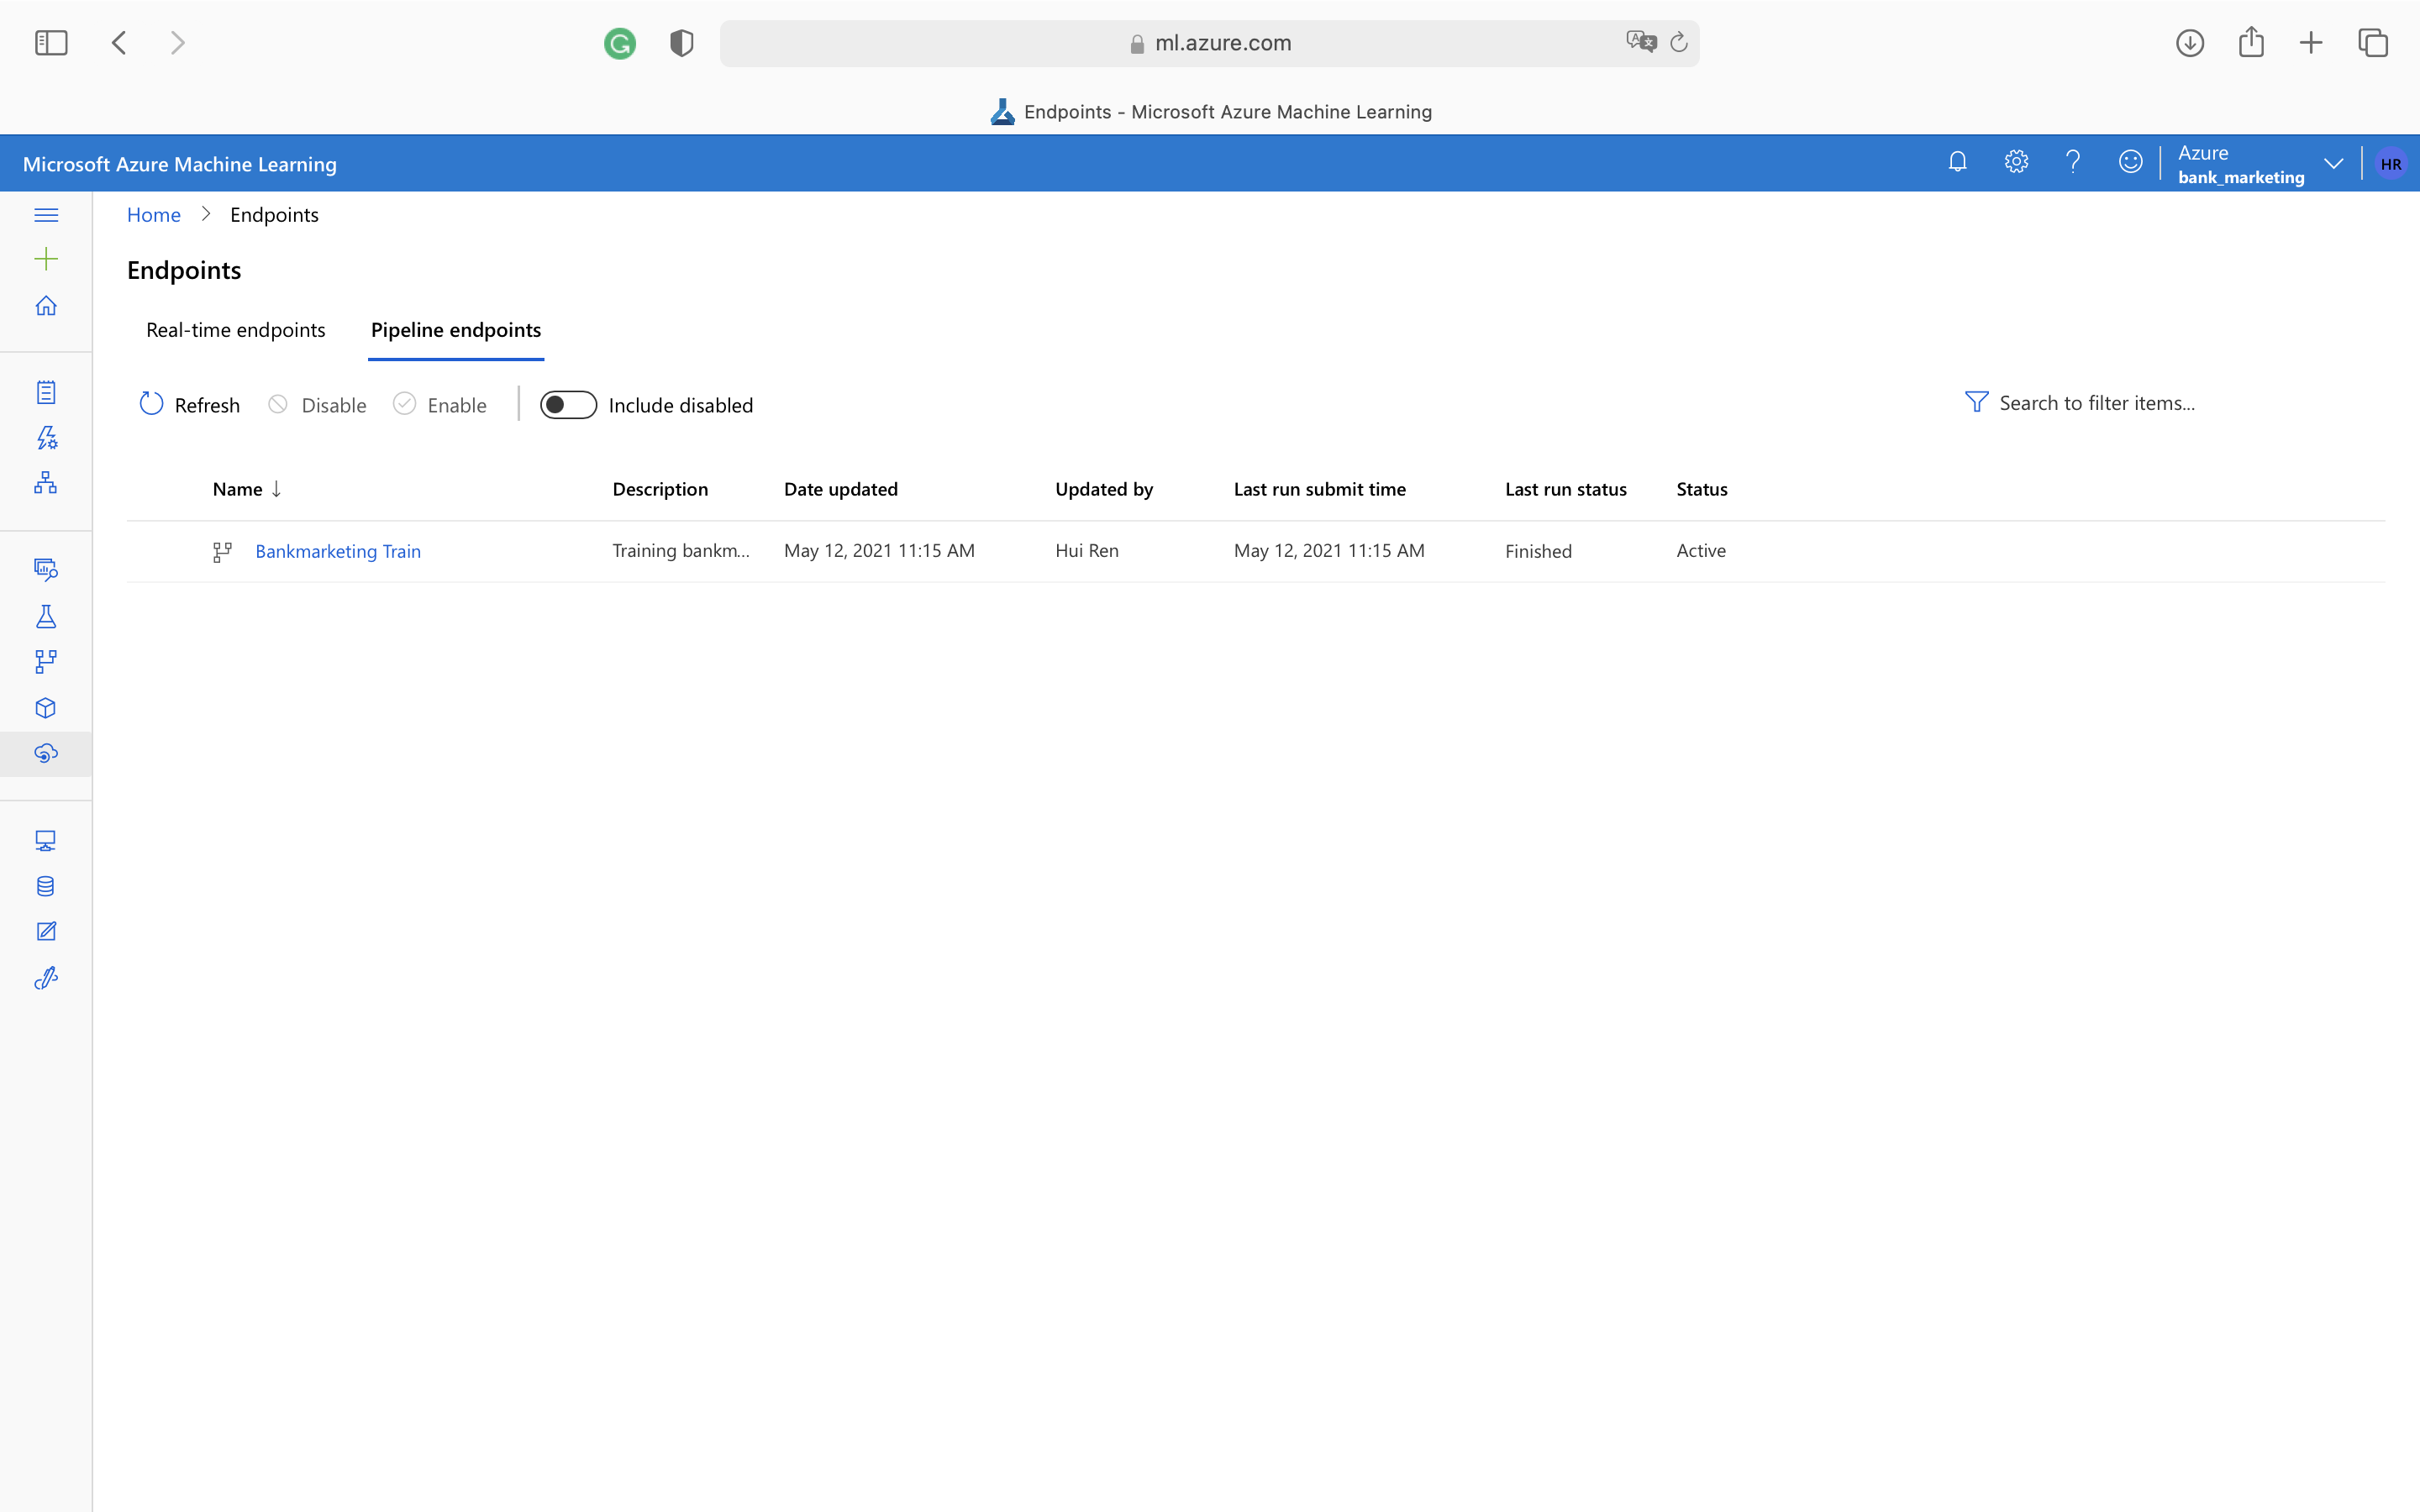 ml.azure.com
Endpoints - Microsoft Azure Machine Learning
Microsoft Azure Machine Learning
Azure
bank_marketing
HR
Home > Endpoints
Endpoints
Real-time endpoints Pipeline endpoints
Refresh Disable Enable Include disabled Search to filter items...
Name ↓ Description Date updated Updated by Last run submit time Last run status Status
Bankmarketing Train Training bankm... May 12, 2021 11:15 AM Hui Ren May 12, 2021 11:15 AM Finished Active